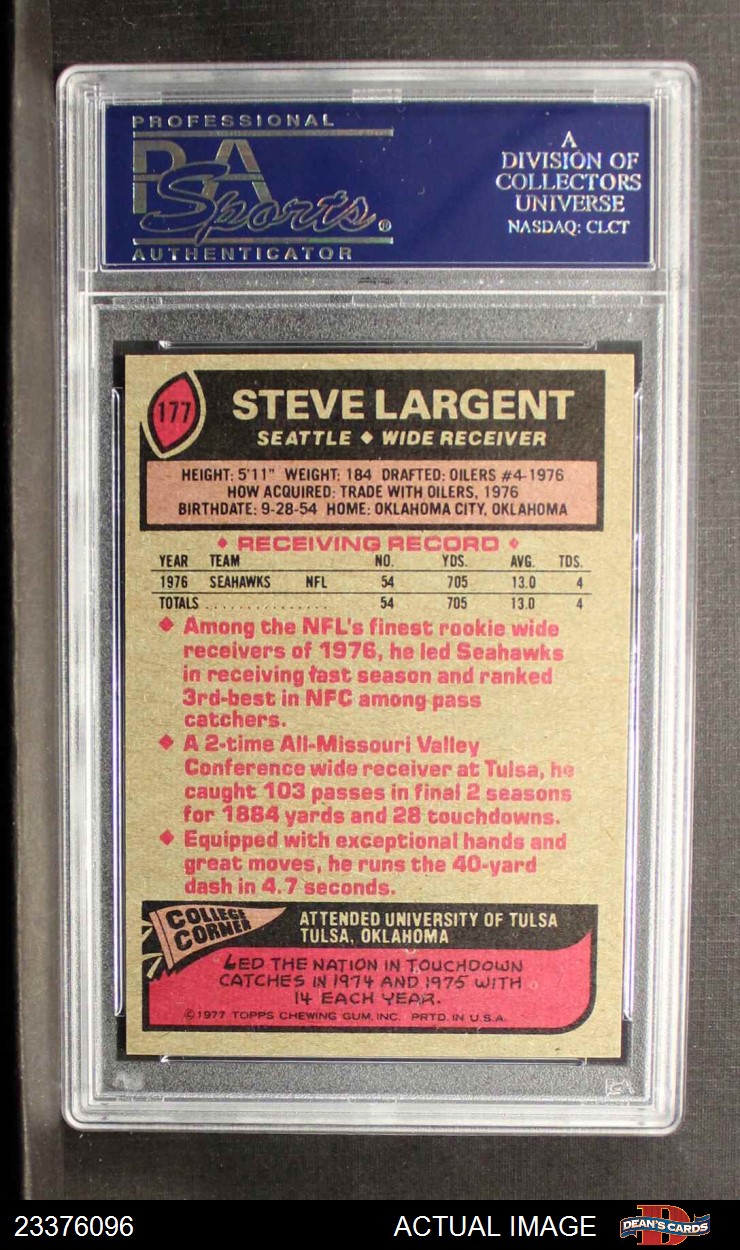 PROFESSIONAL
PSA
Sports®
AUTHENTICATOR
A
DIVISION OF
COLLECTORS
UNIVERSE
NASDAQ: CLCT
177
STEVE LARGENT
SEATTLE ◆ WIDE RECEIVER
HEIGHT: 5'11" WEIGHT: 184 DRAFTED: OILERS #4-1976
HOW ACQUIRED: TRADE WITH OILERS, 1976
BIRTHDATE: 9-28-54 HOME: OKLAHOMA CITY, OKLAHOMA
◆ RECEIVING RECORD ◆
YEAR TEAM NO. YDS. AVG. TDS.
1976 SEAHAWKS NFL 54 705 13.0 4
TOTALS . . . . . . . . . . . . . . 54 705 13.0 4
◆ Among the NFL's finest rookie wide
receivers of 1976, he led Seahawks
in receiving last season and ranked
3rd-best in NFC among pass
catchers.
◆ A 2-time All-Missouri Valley
Conference wide receiver at Tulsa, he
caught 103 passes in final 2 seasons
for 1884 yards and 28 touchdowns.
◆ Equipped with exceptional hands and
great moves, he runs the 40-yard
dash in 4.7 seconds.
COLLEGE
CORNER
ATTENDED UNIVERSITY OF TULSA
TULSA, OKLAHOMA
LED THE NATION IN TOUCHDOWN
CATCHES IN 1974 AND 1975 WITH
14 EACH YEAR.
© 1977 TOPPS CHEWING GUM, INC. PRTD. IN U.S.A.
PSA
23376096
ACTUAL IMAGE
DEAN'S CARDS